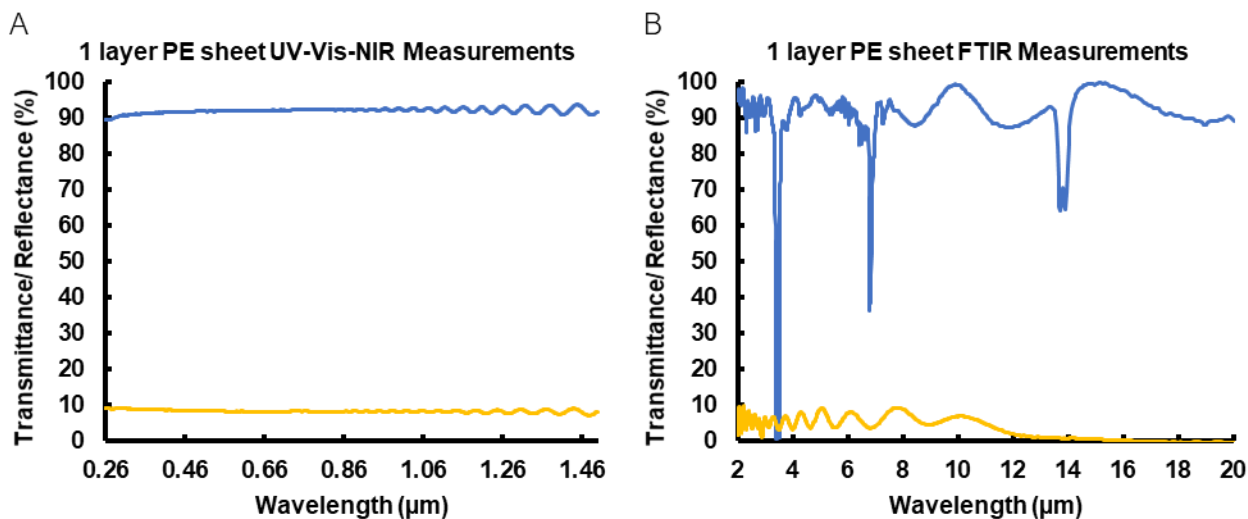 A
1 layer PE sheet UV-Vis-NIR Measurements
Transmittance/ Reflectance (%)
100
90
80
70
60
50
40
30
20
10
0
0.26 0.46 0.66 0.86 1.06 1.26 1.46
Wavelength (µm)
B
1 layer PE sheet FTIR Measurements
Transmittance/ Reflectance (%)
100
90
80
70
60
50
40
30
20
10
0
2 4 6 8 10 12 14 16 18 20
Wavelength (µm)